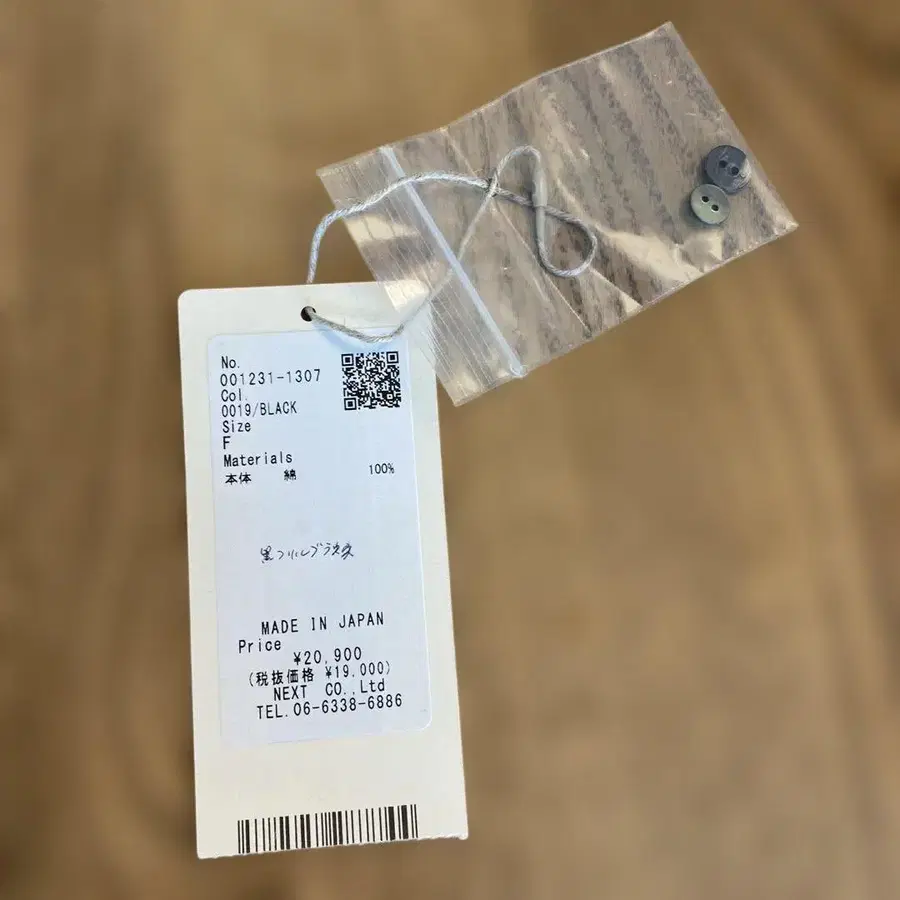 No.
001231-1307
Col.
0019/BLACK
Size
F
Materials
本体 綿 100%
黒フリルブラウス
MADE IN JAPAN
Price
¥20,900
(税抜価格 ¥19,000)
NEXT CO.,Ltd
TEL.06-6338-6886